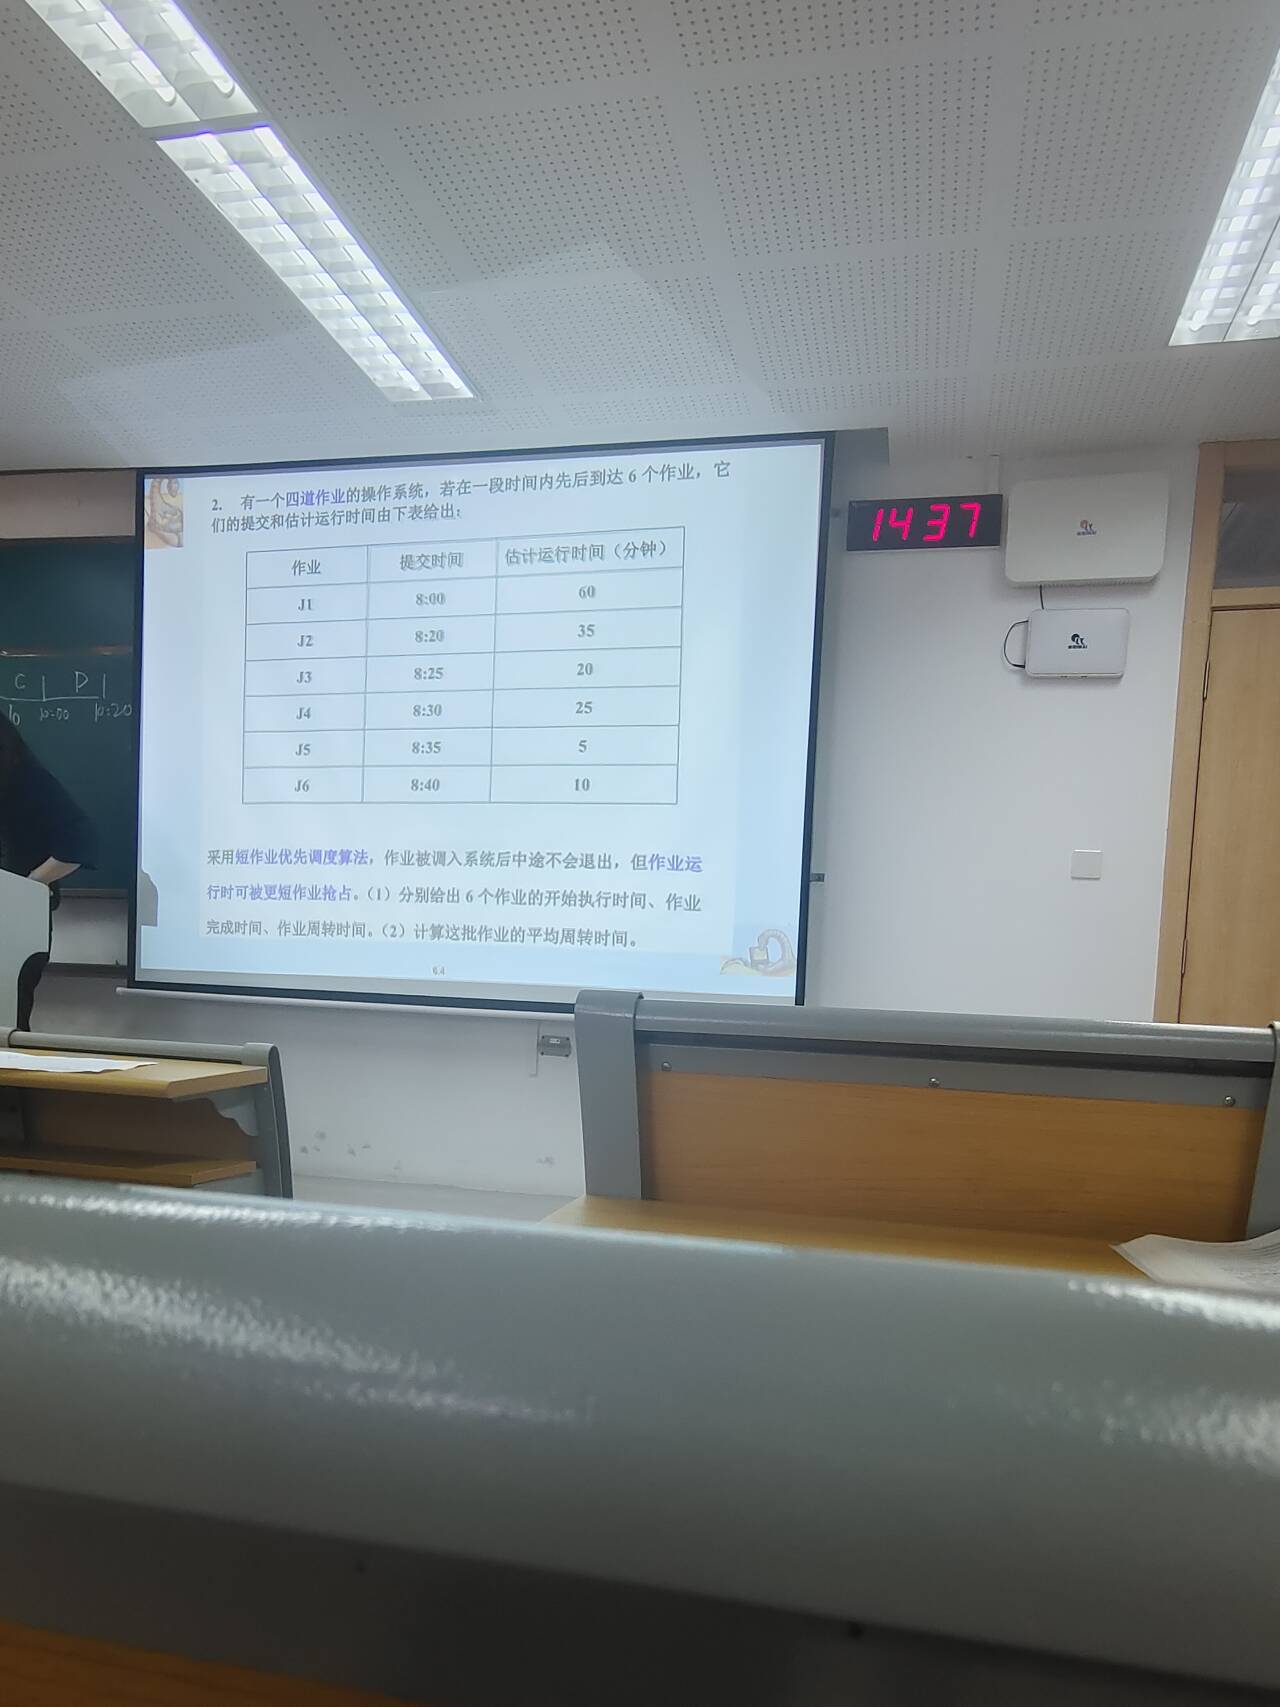 2. 有一个四道作业的操作系统，若在一段时间内先后到达 6 个作业，它
们的提交和估计运行时间由下表给出：
作业 提交时间 估计运行时间（分钟）
J1 8:00 60
J2 8:20 35
J3 8:25 20
J4 8:30 25
J5 8:35 5
J6 8:40 10
采用短作业优先调度算法，作业被调入系统后中途不会退出，但作业运
行时可被更短作业抢占。（1）分别给出 6 个作业的开始执行时间、作业
完成时间、作业周转时间。（2）计算这批作业的平均周转时间。
6.4
1437
C D
10:00 10:20